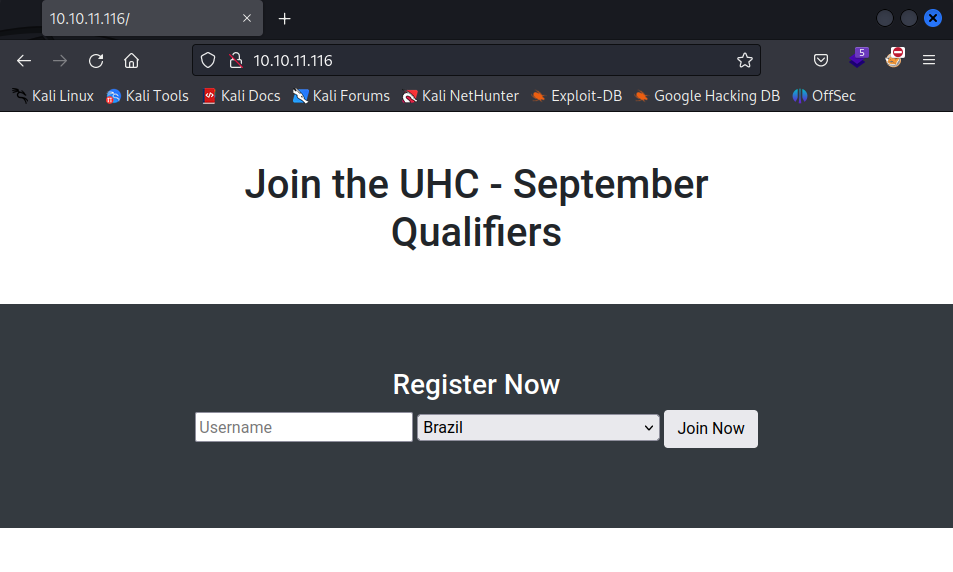 10.10.11.116/
5
10.10.11.116
Kali Linux
Kali Tools
Kali Docs
Kali Forums
Kali NetHunter
Exploit-DB
Google Hacking DB
OffSec
Join the UHC - September
Qualifiers
Register Now
Username
Brazil
Join Now